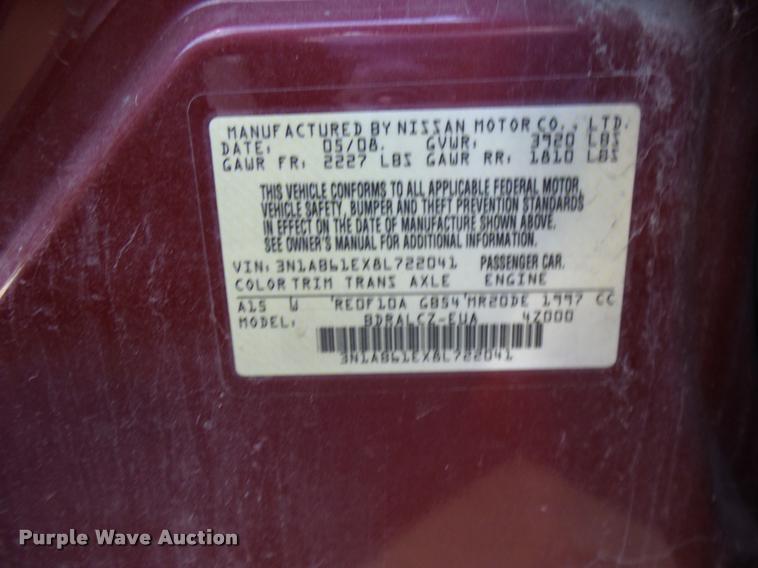 MANUFACTURED BY NISSAN MOTOR CO., LTD.
DATE: 05/08. GVWR: 3920 LBS
GAWR FR: 2227 LBS GAWR RR: 1810 LBS
THIS VEHICLE CONFORMS TO ALL APPLICABLE FEDERAL MOTOR
VEHICLE SAFETY, BUMPER AND THEFT PREVENTION STANDARDS
IN EFFECT ON THE DATE OF MANUFACTURE SHOWN ABOVE.
SEE OWNER'S MANUAL FOR ADDITIONAL INFORMATION.
VIN: 3N1AB61EX8L722041 PASSENGER CAR.
COLOR TRIM TRANS AXLE ENGINE
A15 W 'RE0F10A GB54'MR20DE 1997 CC
MODEL: BDRALCZ-EUA 4Z000
3N1AB61EX8L722041
Purple Wave Auction